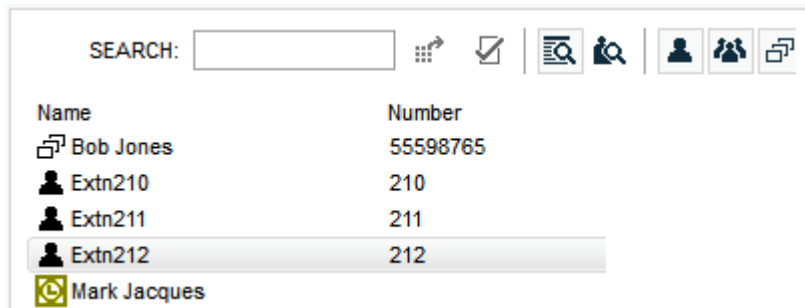 SEARCH:
Name Number
Bob Jones 55598765
Extn210 210
Extn211 211
Extn212 212
Mark Jacques